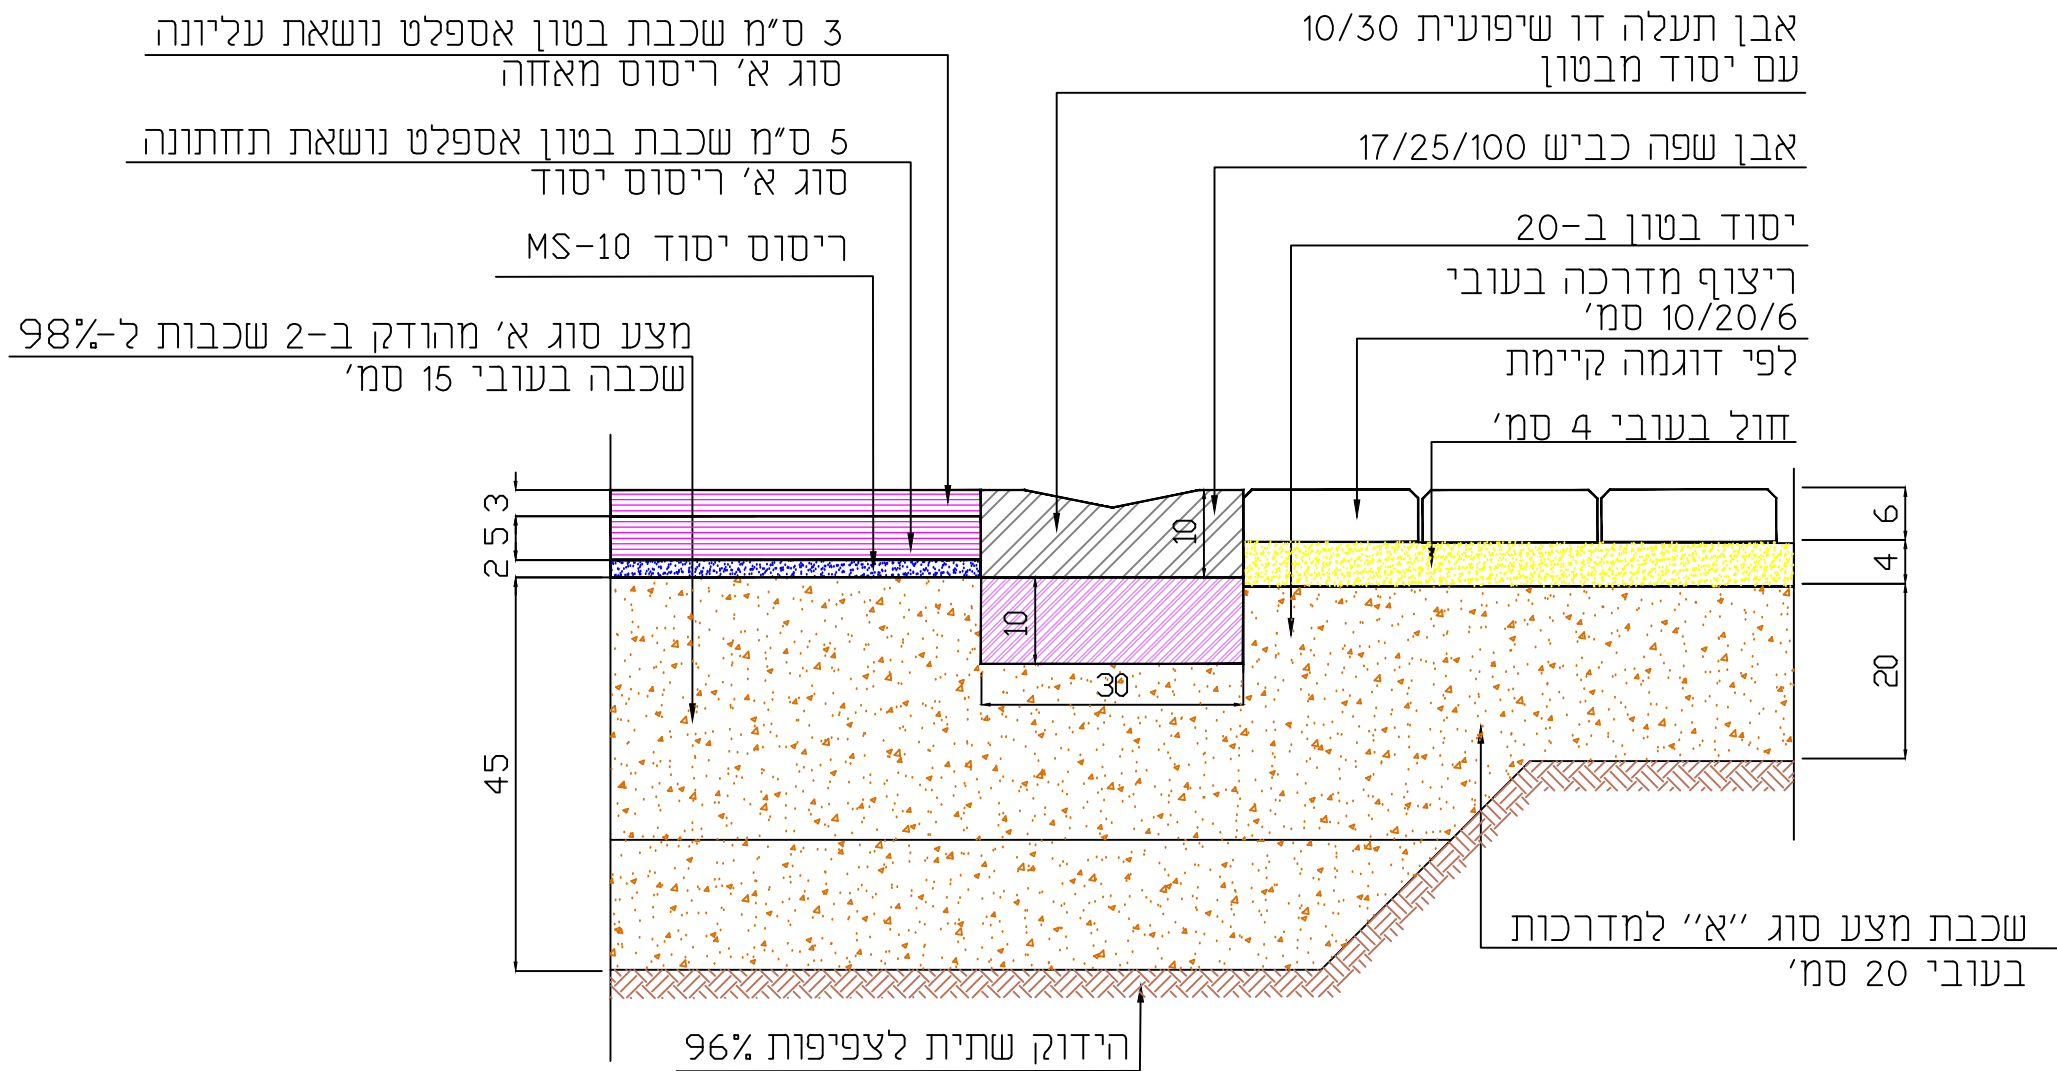 אבן תעלה דו שיפועית 10/30
עם יסוד מבטון
אבן שפה כביש 17/25/100
יסוד בטון ב-20
ריצוף מדרכה בעובי
10/20/6 סמ'
לפי דוגמה קיימת
חול בעובי 4 סמ'
3 ס"מ שכבת בטון אספלט נושאת עליונה
סוג א' ריסוס מאחה
5 ס"מ שכבת בטון אספלט נושאת תחתונה
סוג א' ריסוס יסוד
ריסוס יסוד MS-10
מצע סוג א' מהודק ב-2 שכבות ל-98%
שכבה בעובי 15 סמ'
3
5
2
45
10
10
30
6
4
20
שכבת מצע סוג ''א'' למדרכות
בעובי 20 סמ'
הידוק שתית לצפיפות 96%